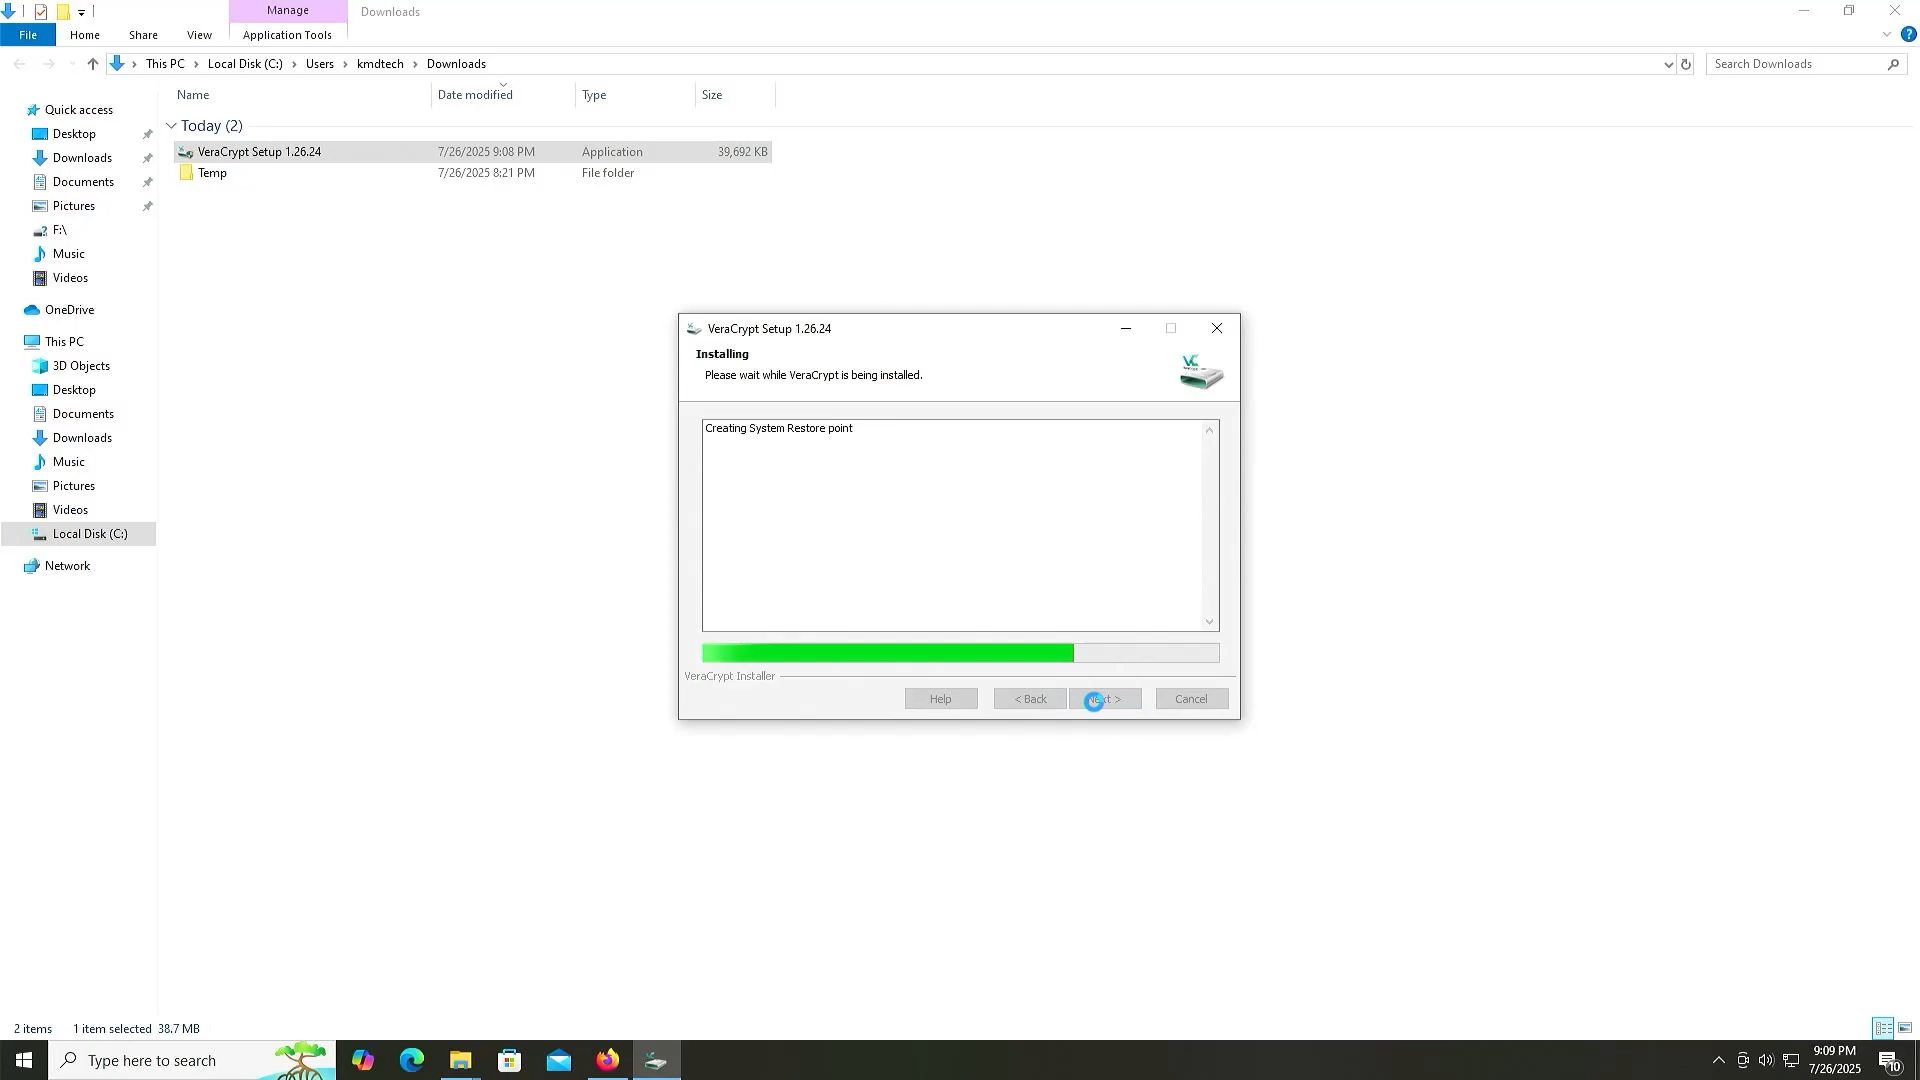 Manage
Downloads
File
Home
Share
View
Application Tools
This PC
Local Disk (C:)
Users
kmdtech
Downloads
Search Downloads
Name
Date modified
Type
Size
Today (2)
VeraCrypt Setup 1.26.24
7/26/2025 9:08 PM
Application
39,692 KB
Temp
7/26/2025 8:21 PM
File folder
Quick access
Desktop
Downloads
Documents
Pictures
F:\
Music
Videos
OneDrive
This PC
3D Objects
Desktop
Documents
Downloads
Music
Pictures
Videos
Local Disk (C:)
Network
VeraCrypt Setup 1.26.24
Installing
Please wait while VeraCrypt is being installed.
VC
Creating System Restore point
VeraCrypt Installer
Help
< Back
>
Cancel
2 items
1 item selected 38.7 MB
Type here to search
9:09 PM
7/26/2025
10